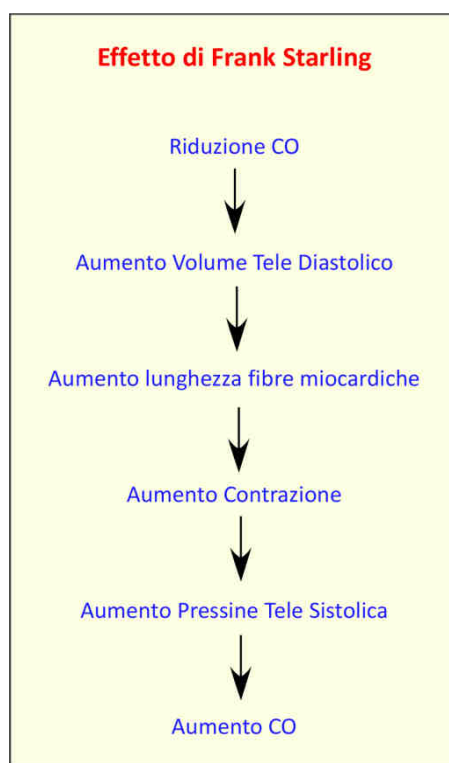 Effetto di Frank Starling
Riduzione CO
Aumento Volume Tele Diastolico
Aumento lunghezza fibre miocardiche
Aumento Contrazione
Aumento Pressine Tele Sistolica
Aumento CO